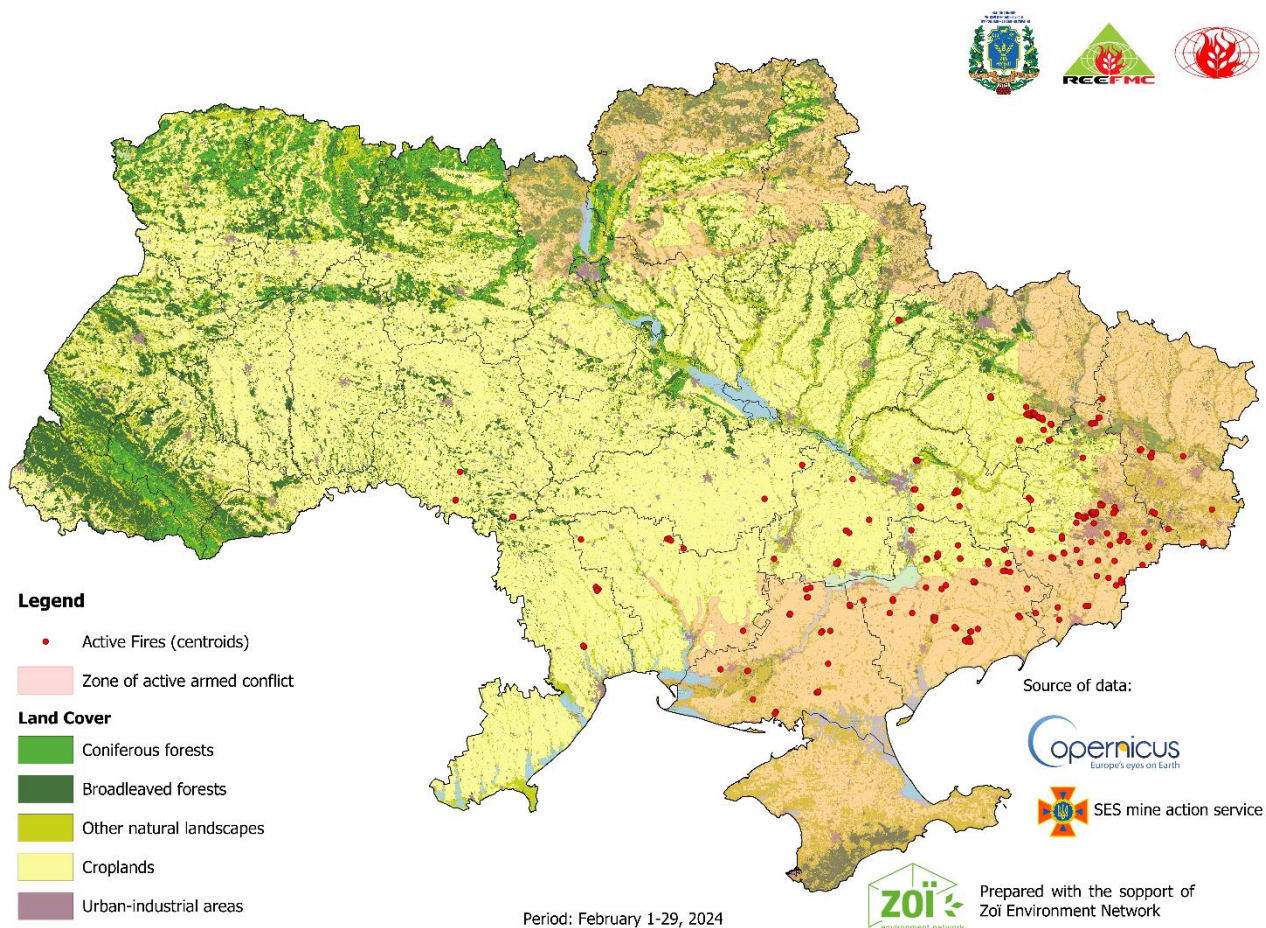 REEFMC
Legend
Active Fires (centroids)
Zone of active armed conflict
Land Cover
Coniferous forests
Broadleaved forests
Other natural landscapes
Croplands
Urban-industrial areas
Period: February 1-29, 2024
Source of data:
opernicus
Europe's eyes on Earth
SES mine action service
zoï
environment network
Prepared with the sopport of
Zoï Environment Network